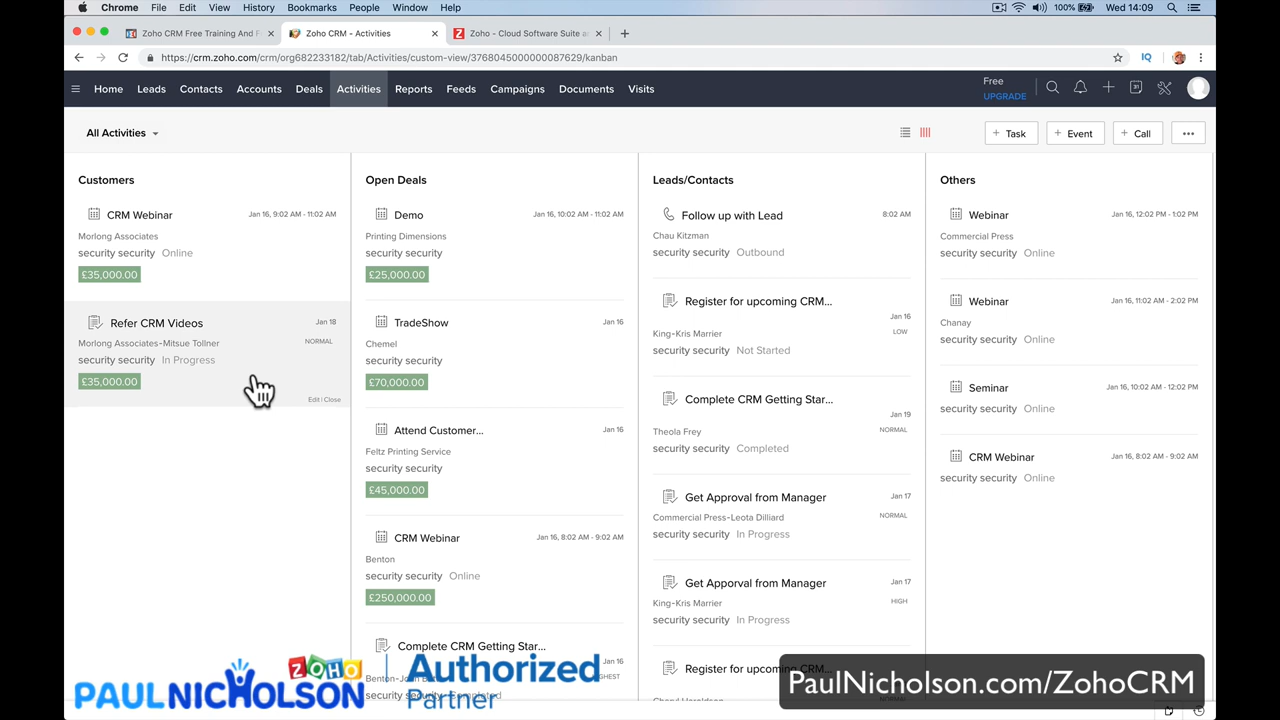 Chrome File Edit View History Bookmarks People Window Help 100% Wed 14:09
Zoho CRM Free Training And F Zoho CRM - Activities Zoho - Cloud Software Suite a
https://crm.zoho.com/crm/org682233182/tab/Activities/custom-view/3768045000000087629/kanban IQ
Home Leads Contacts Accounts Deals Activities Reports Feeds Campaigns Documents Visits
Free
UPGRADE
All Activities
+ Task + Event + Call
Customers
CRM Webinar Jan 16, 9:02 AM - 11:02 AM
Morlong Associates
security security Online
£35,000.00
Refer CRM Videos Jan 18
Morlong Associates-Mitsue Tollner NORMAL
security security In Progress
£35,000.00
Edit | Close
Open Deals
Demo Jan 16, 10:02 AM - 11:02 AM
Printing Dimensions
security security
£25,000.00
TradeShow Jan 16
Chemel
security security
£70,000.00
Attend Customer... Jan 16
Feltz Printing Service
security security
£45,000.00
CRM Webinar Jan 16, 8:02 AM - 9:02 AM
Benton
security security Online
£250,000.00
Complete CRM Getting Star...
Jan 16
Leads/Contacts
Follow up with Lead 8:02 AM
Chau Kitzman
security security Outbound
Register for upcoming CRM...
Jan 16
King-Kris Marrier LOW
security security Not Started
Complete CRM Getting Star...
Jan 19
Theola Frey NORMAL
security security Completed
Get Approval from Manager Jan 17
Commercial Press-Leota Dilliard NORMAL
security security In Progress
Get Apporval from Manager Jan 17
King-Kris Marrier HIGH
security security In Progress
Register for upcoming CRM...
Others
Webinar Jan 16, 12:02 PM - 1:02 PM
Commercial Press
security security Online
Webinar Jan 16, 11:02 AM - 2:02 PM
Chanay
security security Online
Seminar Jan 16, 10:02 AM - 12:02 PM
security security Online
CRM Webinar Jan 16, 8:02 AM - 9:02 AM
security security Online
ZOHO
PAULNICHOLSON
Authorized
Partner
PaulNicholson.com/ZohoCRM